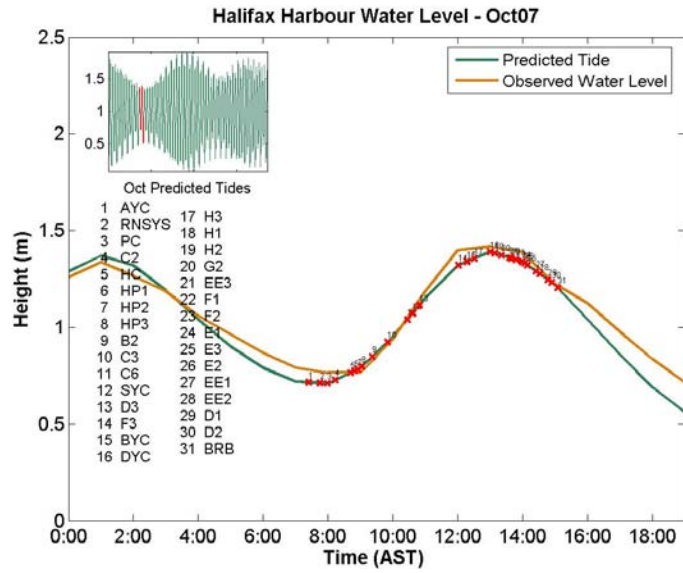 Halifax Harbour Water Level - Oct07
2.5
2
1.5
1
0.5
0
Height (m)
Predicted Tide
Observed Water Level
1.5
1
0.5
Oct Predicted Tides
1 AYC
2 RNSYS
3 PC
4 C2
5 HC
6 HP1
7 HP2
8 HP3
9 B2
10 C3
11 C6
12 SYC
13 D3
14 F3
15 BYC
16 DYC
17 H3
18 H1
19 H2
20 G2
21 EE3
22 F1
23 F2
24 E1
25 E3
26 E2
27 EE1
28 EE2
29 D1
30 D2
31 BRB
0:00 2:00 4:00 6:00 8:00 10:00 12:00 14:00 16:00 18:00
Time (AST)